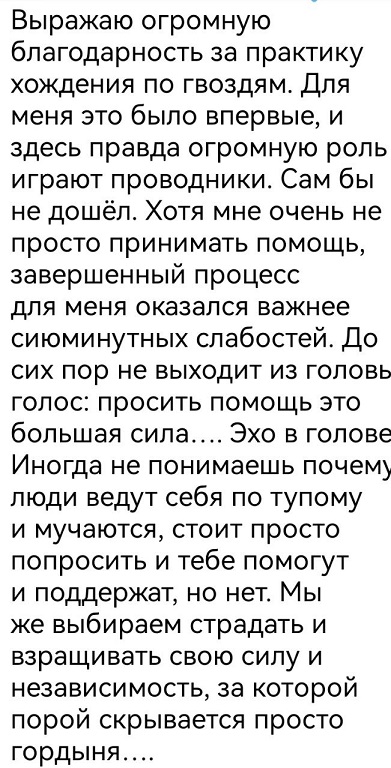 Выражаю огромную
благодарность за практику
хождения по гвоздям. Для
меня это было впервые, и
здесь правда огромную роль
играют проводники. Сам бы
не дошёл. Хотя мне очень не
просто принимать помощь,
завершенный процесс
для меня оказался важнее
сиюминутных слабостей. До
сих пор не выходит из головы
голос: просить помощь это
большая сила.... Эхо в голове
Иногда не понимаешь почему
люди ведут себя по тупому
и мучаются, стоит просто
попросить и тебе помогут
и поддержат, но нет. Мы
же выбираем страдать и
взращивать свою силу и
независимость, за которой
порой скрывается просто
гордыня....